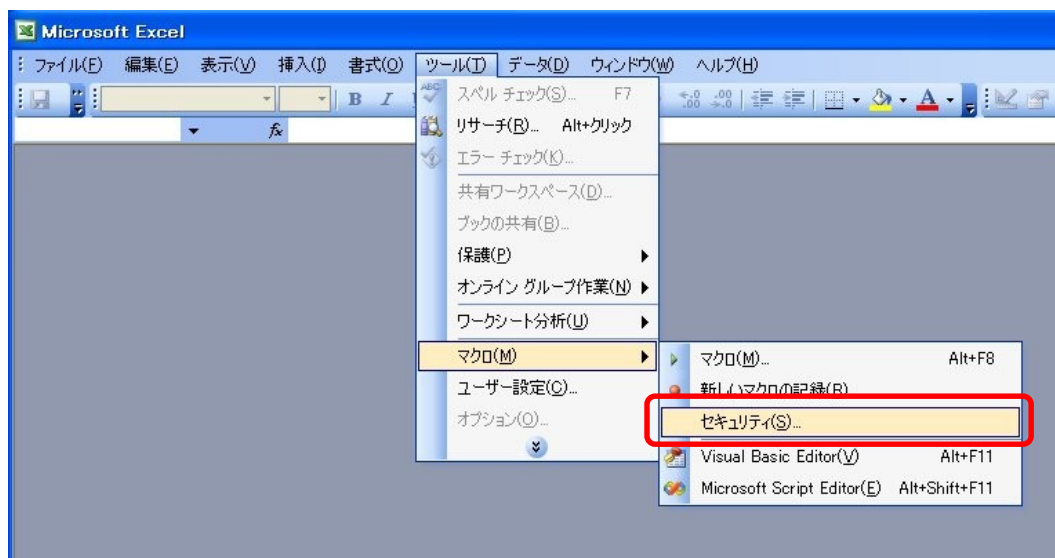 Microsoft Excel
ファイル(F) 編集(E) 表示(V) 挿入(I) 書式(O) ツール(T) データ(D) ウィンドウ(W) ヘルプ(H)
B I
fx
スペル チェック(S)... F7
リサーチ(R)... Alt+クリック
エラー チェック(K)...
共有ワークスペース(D)...
ブックの共有(B)...
保護(P)
オンライン グループ作業(N)
ワークシート分析(U)
マクロ(M)
ユーザー設定(C)...
オプション(O)...
マクロ(M)... Alt+F8
新しいマクロの記録(R)
セキュリティ(S)...
Visual Basic Editor(V) Alt+F11
Microsoft Script Editor(E) Alt+Shift+F11